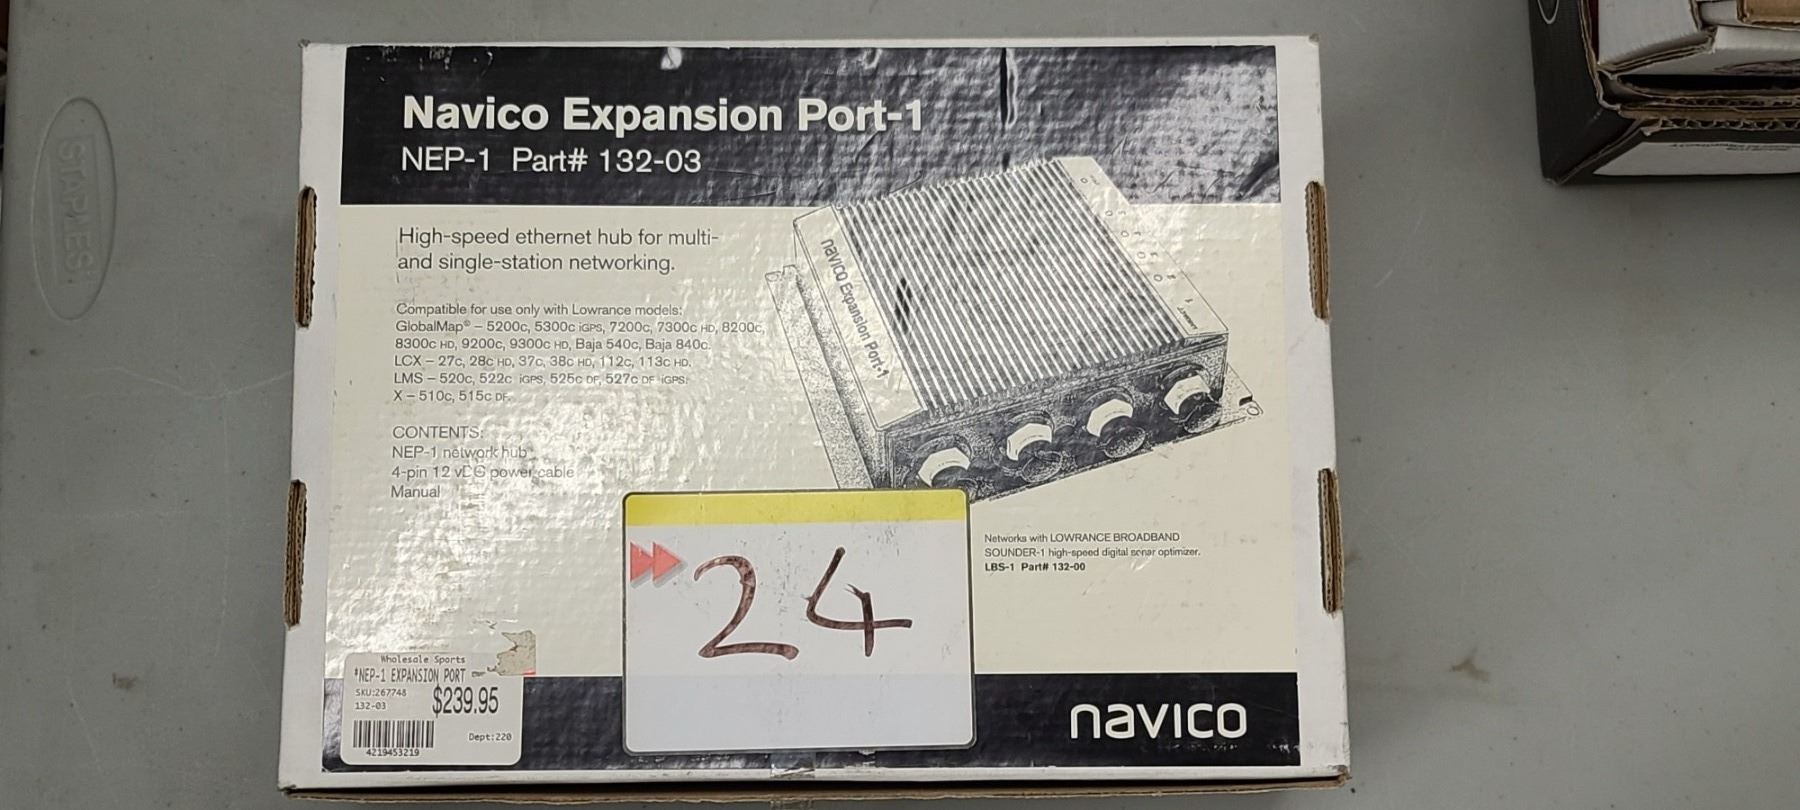 STAPLES
Navico Expansion Port-1
NEP-1 Part# 132-03
High-speed ethernet hub for multi-
and single-station networking.
Compatible for use only with Lowrance models:
GlobalMap® – 5200c, 5300c iGPS, 7200c, 7300c HD, 8200c,
8300c HD, 9200c, 9300c HD, Baja 540c, Baja 840c.
LCX – 27c, 28c HD, 37c, 38c HD, 112c, 113c HD.
LMS – 520c, 522c iGPS, 525c DF, 527c DF iGPS.
X – 510c, 515c DF.
CONTENTS:
NEP-1 network hub
4-pin 12 vDC power cable
Manual
navico Expansion Port-1
Networks with LOWRANCE BROADBAND
SOUNDER-1 high-speed digital sonar optimizer.
LBS-1 Part# 132-00
24
Wholesale Sports
*NEP-1 EXPANSION PORT
SKU:267748
132-03
$239.95
Dept:220
4219453219
navico